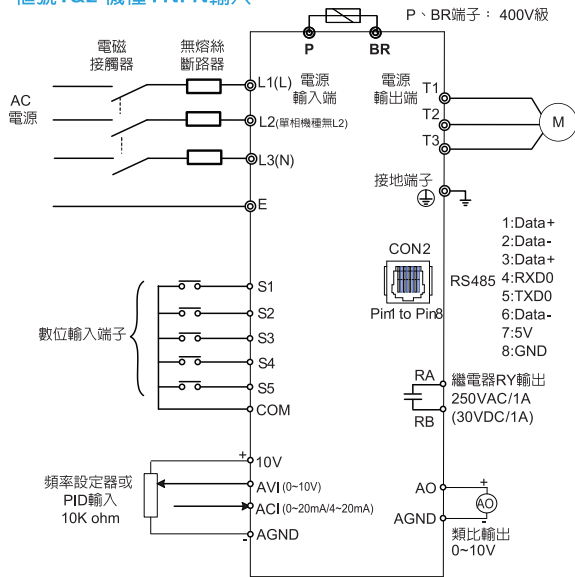 P、BR端子： 400V級
P
BR
電磁
接觸器
無熔絲
斷路器
AC
電源
L1(L)
L2(單相機種無L2)
L3(N)
E
電源
輸入端
電源
輸出端
T1
T2
T3
M
接地端子
CON2
Pin1 to Pin8
RS485
1:Data+
2:Data-
3:Data+
4:RXD0
5:TXD0
6:Data-
7:5V
8:GND
數位輸入端子
S1
S2
S3
S4
S5
COM
RA
RB
繼電器RY輸出
250VAC/1A
(30VDC/1A)
頻率設定器或
PID輸入
10K ohm
+
10V
AVI (0~10V)
ACI (0~20mA/4~20mA)
-
AGND
AO
AGND
+
AO
-
類比輸出
0~10V